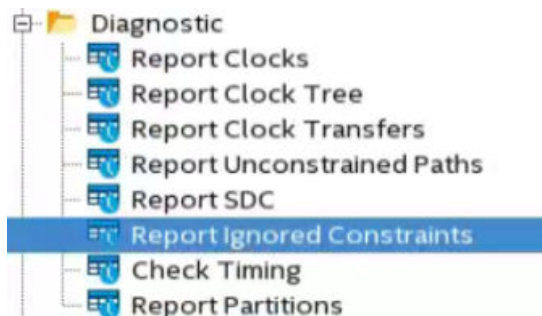 Diagnostic
Report Clocks
Report Clock Tree
Report Clock Transfers
Report Unconstrained Paths
Report SDC
Report Ignored Constraints
Check Timing
Report Partitions